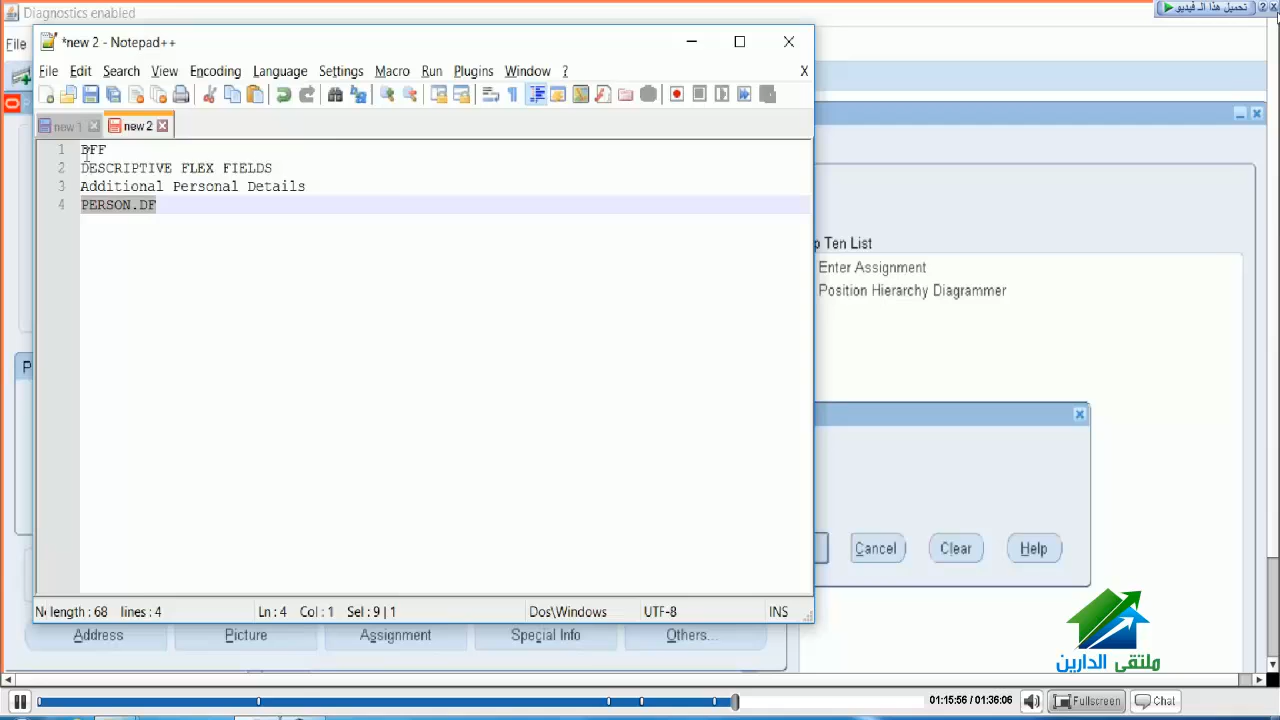 Diagnostics enabled
تحميل هذا الـ فيديو
File
*new 2 - Notepad++
File Edit Search View Encoding Language Settings Macro Run Plugins Window ? X
new 1 new 2
1 DFF
2 DESCRIPTIVE FLEX FIELDS
3 Additional Personal Details
4 PERSON.DF
p Ten List
Enter Assignment
Position Hierarchy Diagrammer
P
Cancel Clear Help
length : 68 lines : 4 Ln : 4 Col : 1 Sel : 9 | 1 Dos\Windows UTF-8 INS
Address Picture Assignment Special Info Others...
ملتقى الدارين
01:15:56 / 01:36:06 Fullscreen Chat